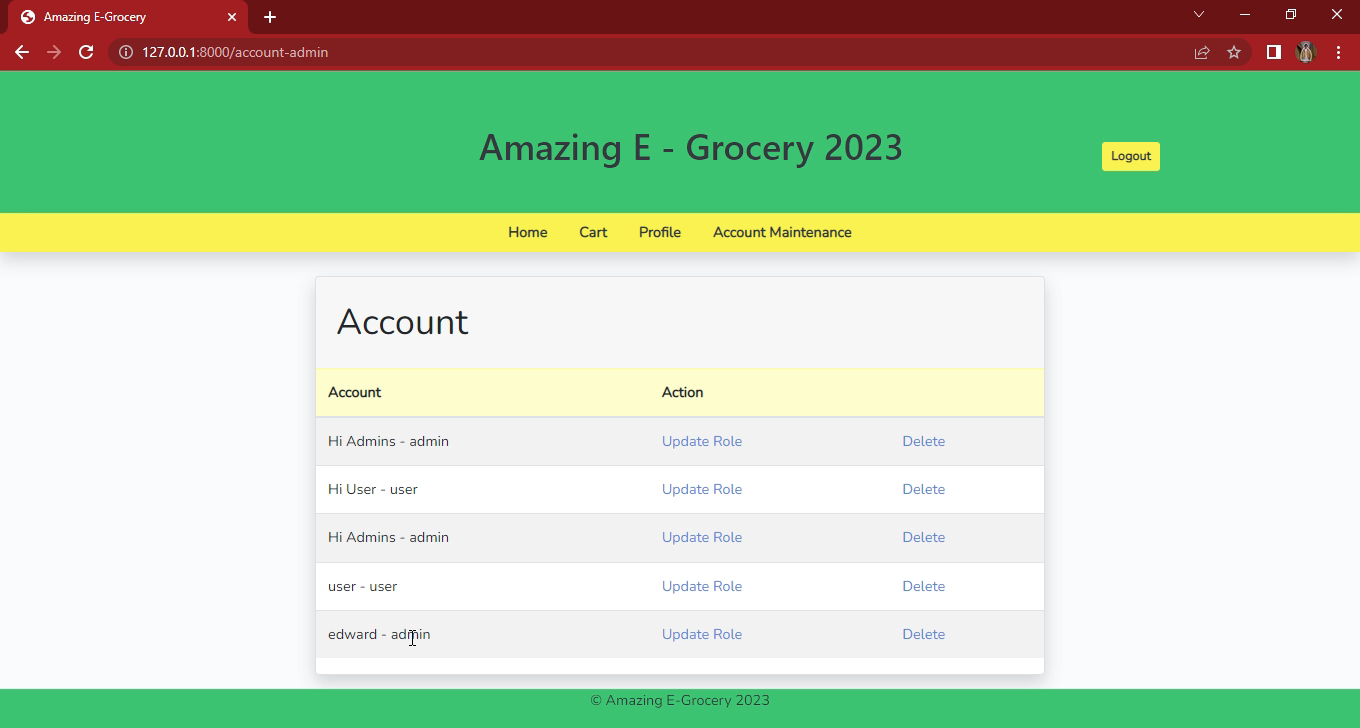 Amazing E-Grocery
127.0.0.1:8000/account-admin
Amazing E - Grocery 2023
Logout
Home Cart Profile Account Maintenance
Account
Account Action
Hi Admins - admin Update Role Delete
Hi User - user Update Role Delete
Hi Admins - admin Update Role Delete
user - user Update Role Delete
edward - admin Update Role Delete
© Amazing E-Grocery 2023